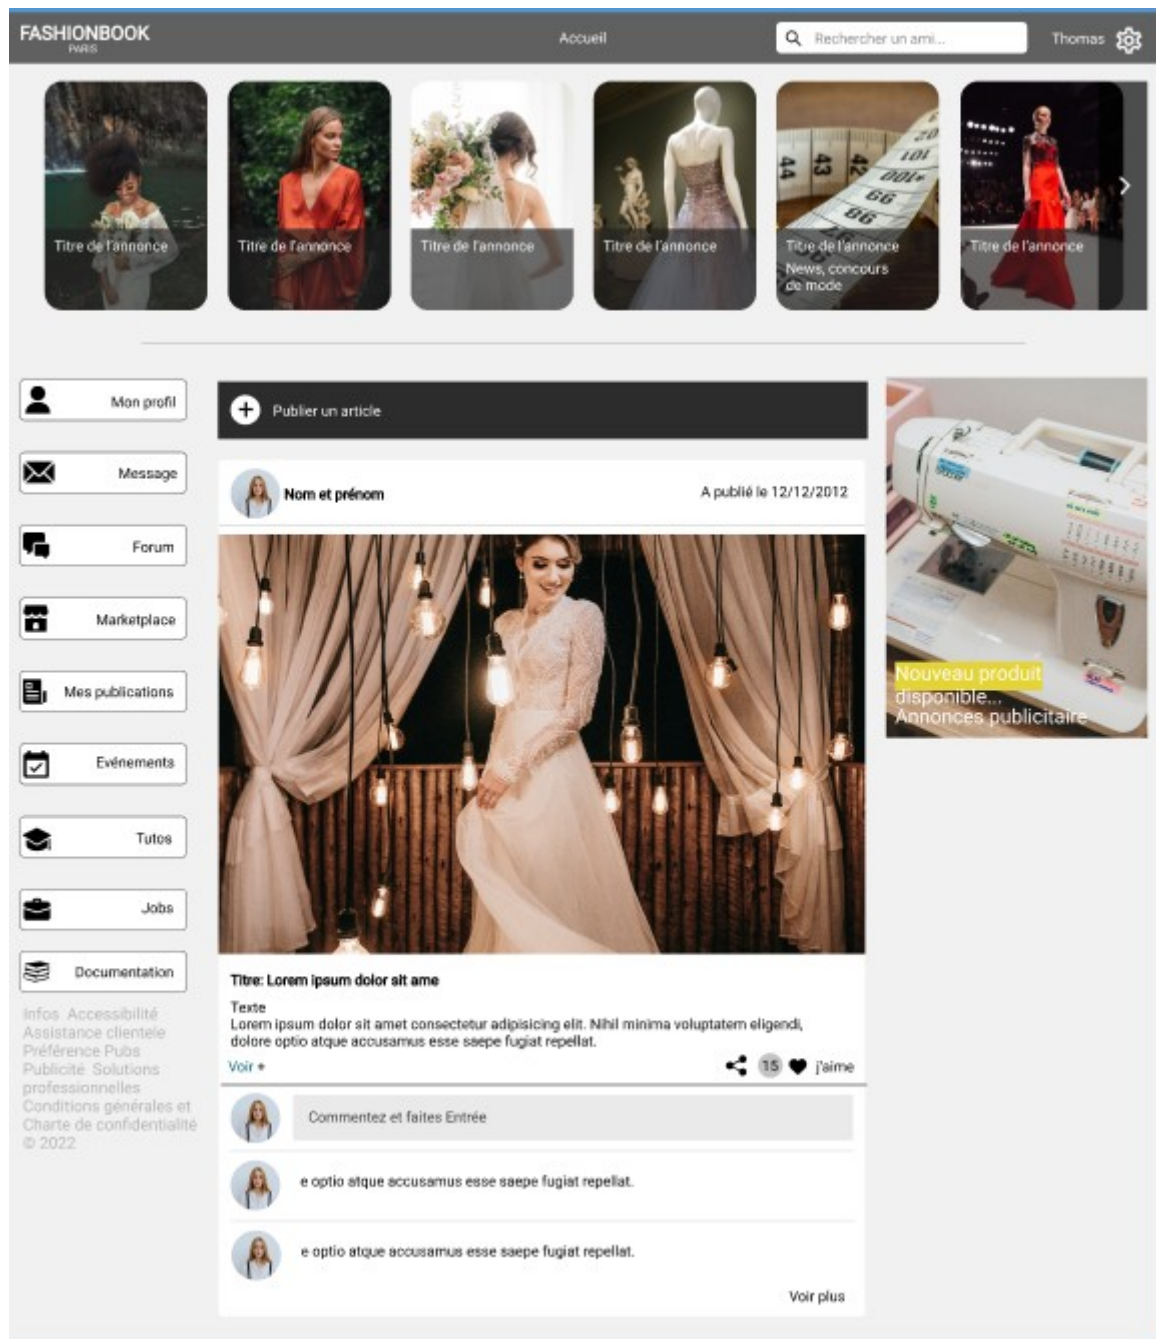 FASHIONBOOK
PARIS
Accueil
Rechercher un ami...
Thomas
Titre de l'annonce
Titre de l'annonce
Titre de l'annonce
Titre de l'annonce
Titre de l'annonce
News, concours
de mode
Titre de l'annonce
Mon profil
Message
Forum
Marketplace
Mes publications
Evénements
Tutos
Jobs
Documentation
Infos Accessibilité
Assistance clientele
Préférence Pubs
Publicité Solutions
professionnelles
Conditions générales et
Charte de confidentialité
© 2022
Publier un article
Nom et prénom
A publié le 12/12/2012
Titre: Lorem ipsum dolor sit ame
Texte
Lorem ipsum dolor sit amet consectetur adipisicing elit. Nihil minima voluptatem eligendi,
dolore optio atque accusamus esse saepe fugiat repellat.
Voir +
15
j'aime
Commentez et faites Entrée
e optio atque accusamus esse saepe fugiat repellat.
e optio atque accusamus esse saepe fugiat repellat.
Voir plus
Nouveau produit
disponible...
Annonces publicitaire